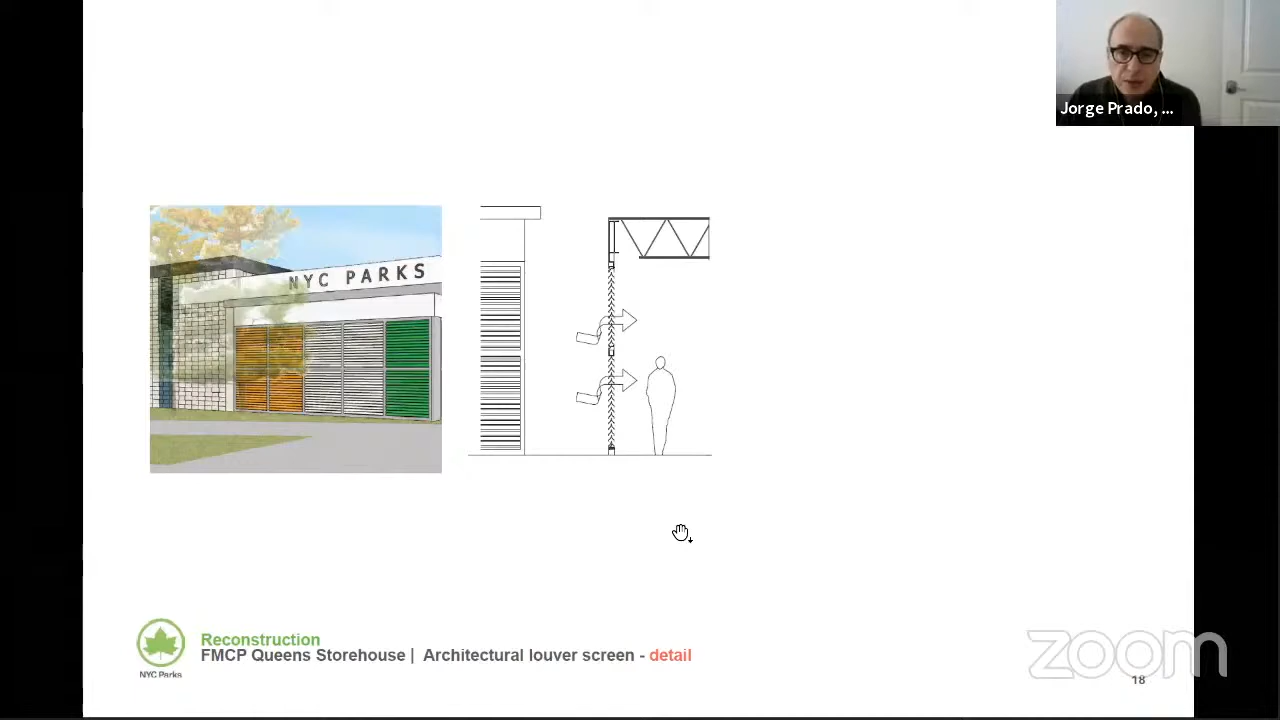 Jorge Prado, ...
NYC PARKS
Reconstruction
FMCP Queens Storehouse | Architectural louver screen - detail
NYC Parks
zoom
18